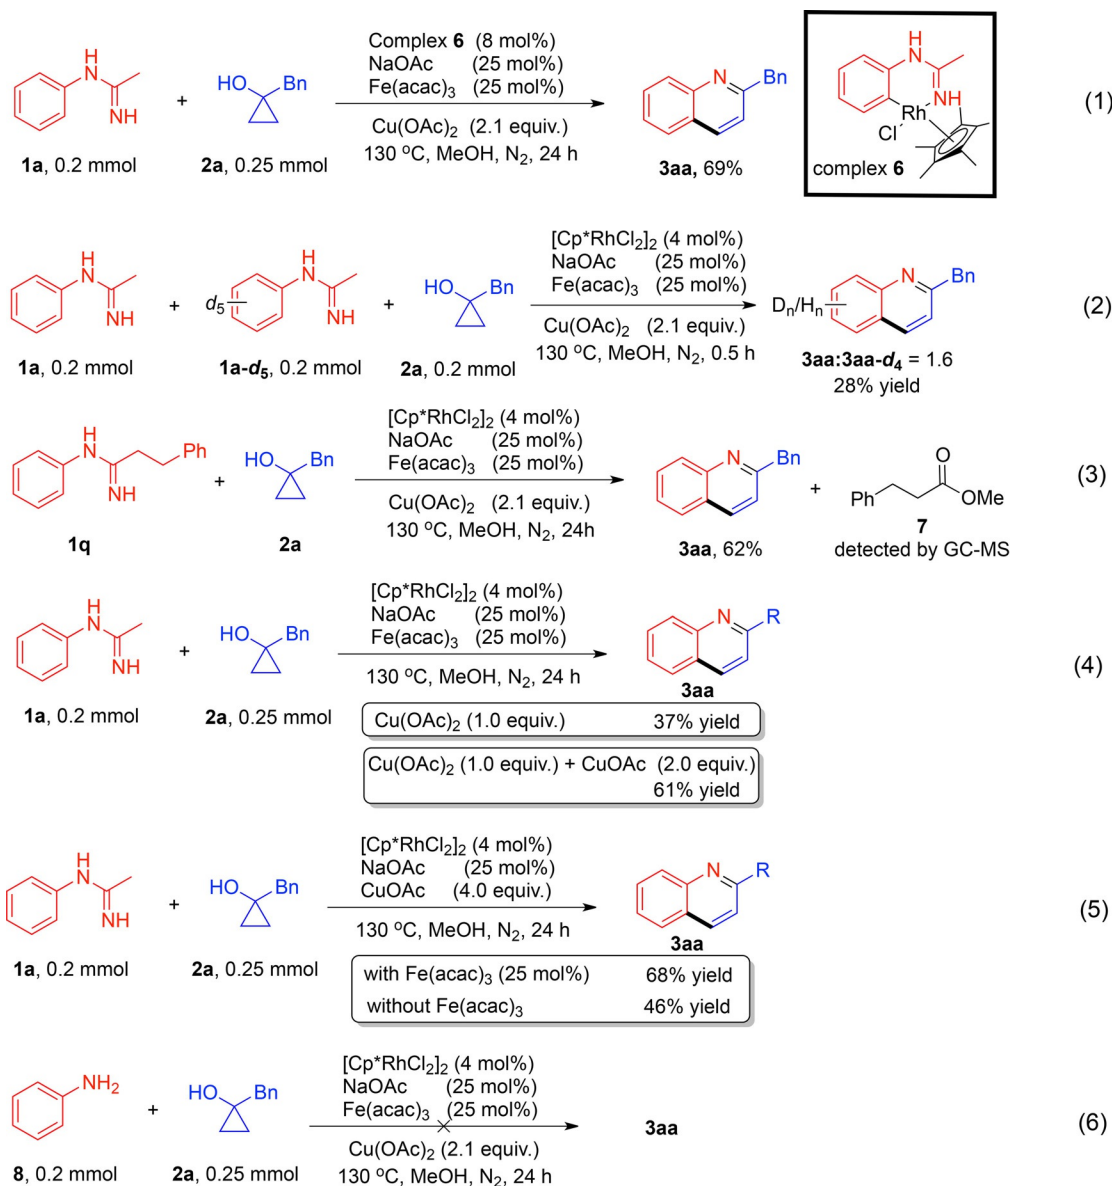 Complex 6 (8 mol%)
NaOAc (25 mol%)
Fe(acac)3 (25 mol%)
H
N
NH
+
HO Bn
Cu(OAc)2 (2.1 equiv.)
130 ºC, MeOH, N2, 24 h
N Bn
H
N
NH
Rh
Cl
complex 6
(1)
1a, 0.2 mmol
2a, 0.25 mmol
3aa, 69%
[Cp*RhCl2]2 (4 mol%)
NaOAc (25 mol%)
Fe(acac)3 (25 mol%)
H
N
NH
+
d5
H
N
NH
+
HO Bn
Cu(OAc)2 (2.1 equiv.)
130 ºC, MeOH, N2, 0.5 h
N Bn
Dn/Hn
(2)
1a, 0.2 mmol
1a-d5, 0.2 mmol
2a, 0.2 mmol
3aa:3aa-d4 = 1.6
28% yield
[Cp*RhCl2]2 (4 mol%)
NaOAc (25 mol%)
Fe(acac)3 (25 mol%)
H
N
Ph
NH
+
HO Bn
Cu(OAc)2 (2.1 equiv.)
130 ºC, MeOH, N2, 24h
N Bn
+
O
Ph OMe
(3)
1q
2a
3aa, 62%
7
detected by GC-MS
[Cp*RhCl2]2 (4 mol%)
NaOAc (25 mol%)
Fe(acac)3 (25 mol%)
H
N
NH
+
HO Bn
130 ºC, MeOH, N2, 24 h
N R
3aa
(4)
1a, 0.2 mmol
2a, 0.25 mmol
Cu(OAc)2 (1.0 equiv.) 37% yield
Cu(OAc)2 (1.0 equiv.) + CuOAc (2.0 equiv.)
61% yield
[Cp*RhCl2]2 (4 mol%)
NaOAc (25 mol%)
CuOAc (4.0 equiv.)
H
N
NH
+
HO Bn
130 ºC, MeOH, N2, 24 h
N R
3aa
(5)
1a, 0.2 mmol
2a, 0.25 mmol
with Fe(acac)3 (25 mol%) 68% yield
without Fe(acac)3 46% yield
[Cp*RhCl2]2 (4 mol%)
NaOAc (25 mol%)
Fe(acac)3 (25 mol%)
NH2
+
HO Bn
Cu(OAc)2 (2.1 equiv.)
130 ºC, MeOH, N2, 24 h
3aa
(6)
8, 0.2 mmol
2a, 0.25 mmol